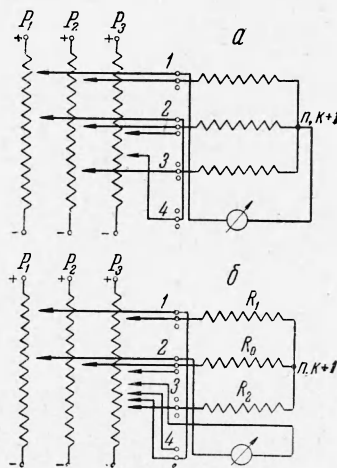 P₁ P₂ P₃ а
+ + +
1
2
п, к+1
3
4
- - -
P₁ P₂ P₃ б
+ + +
1 R₁
2 R₀ п, к+1
3 R₂
4
- - -